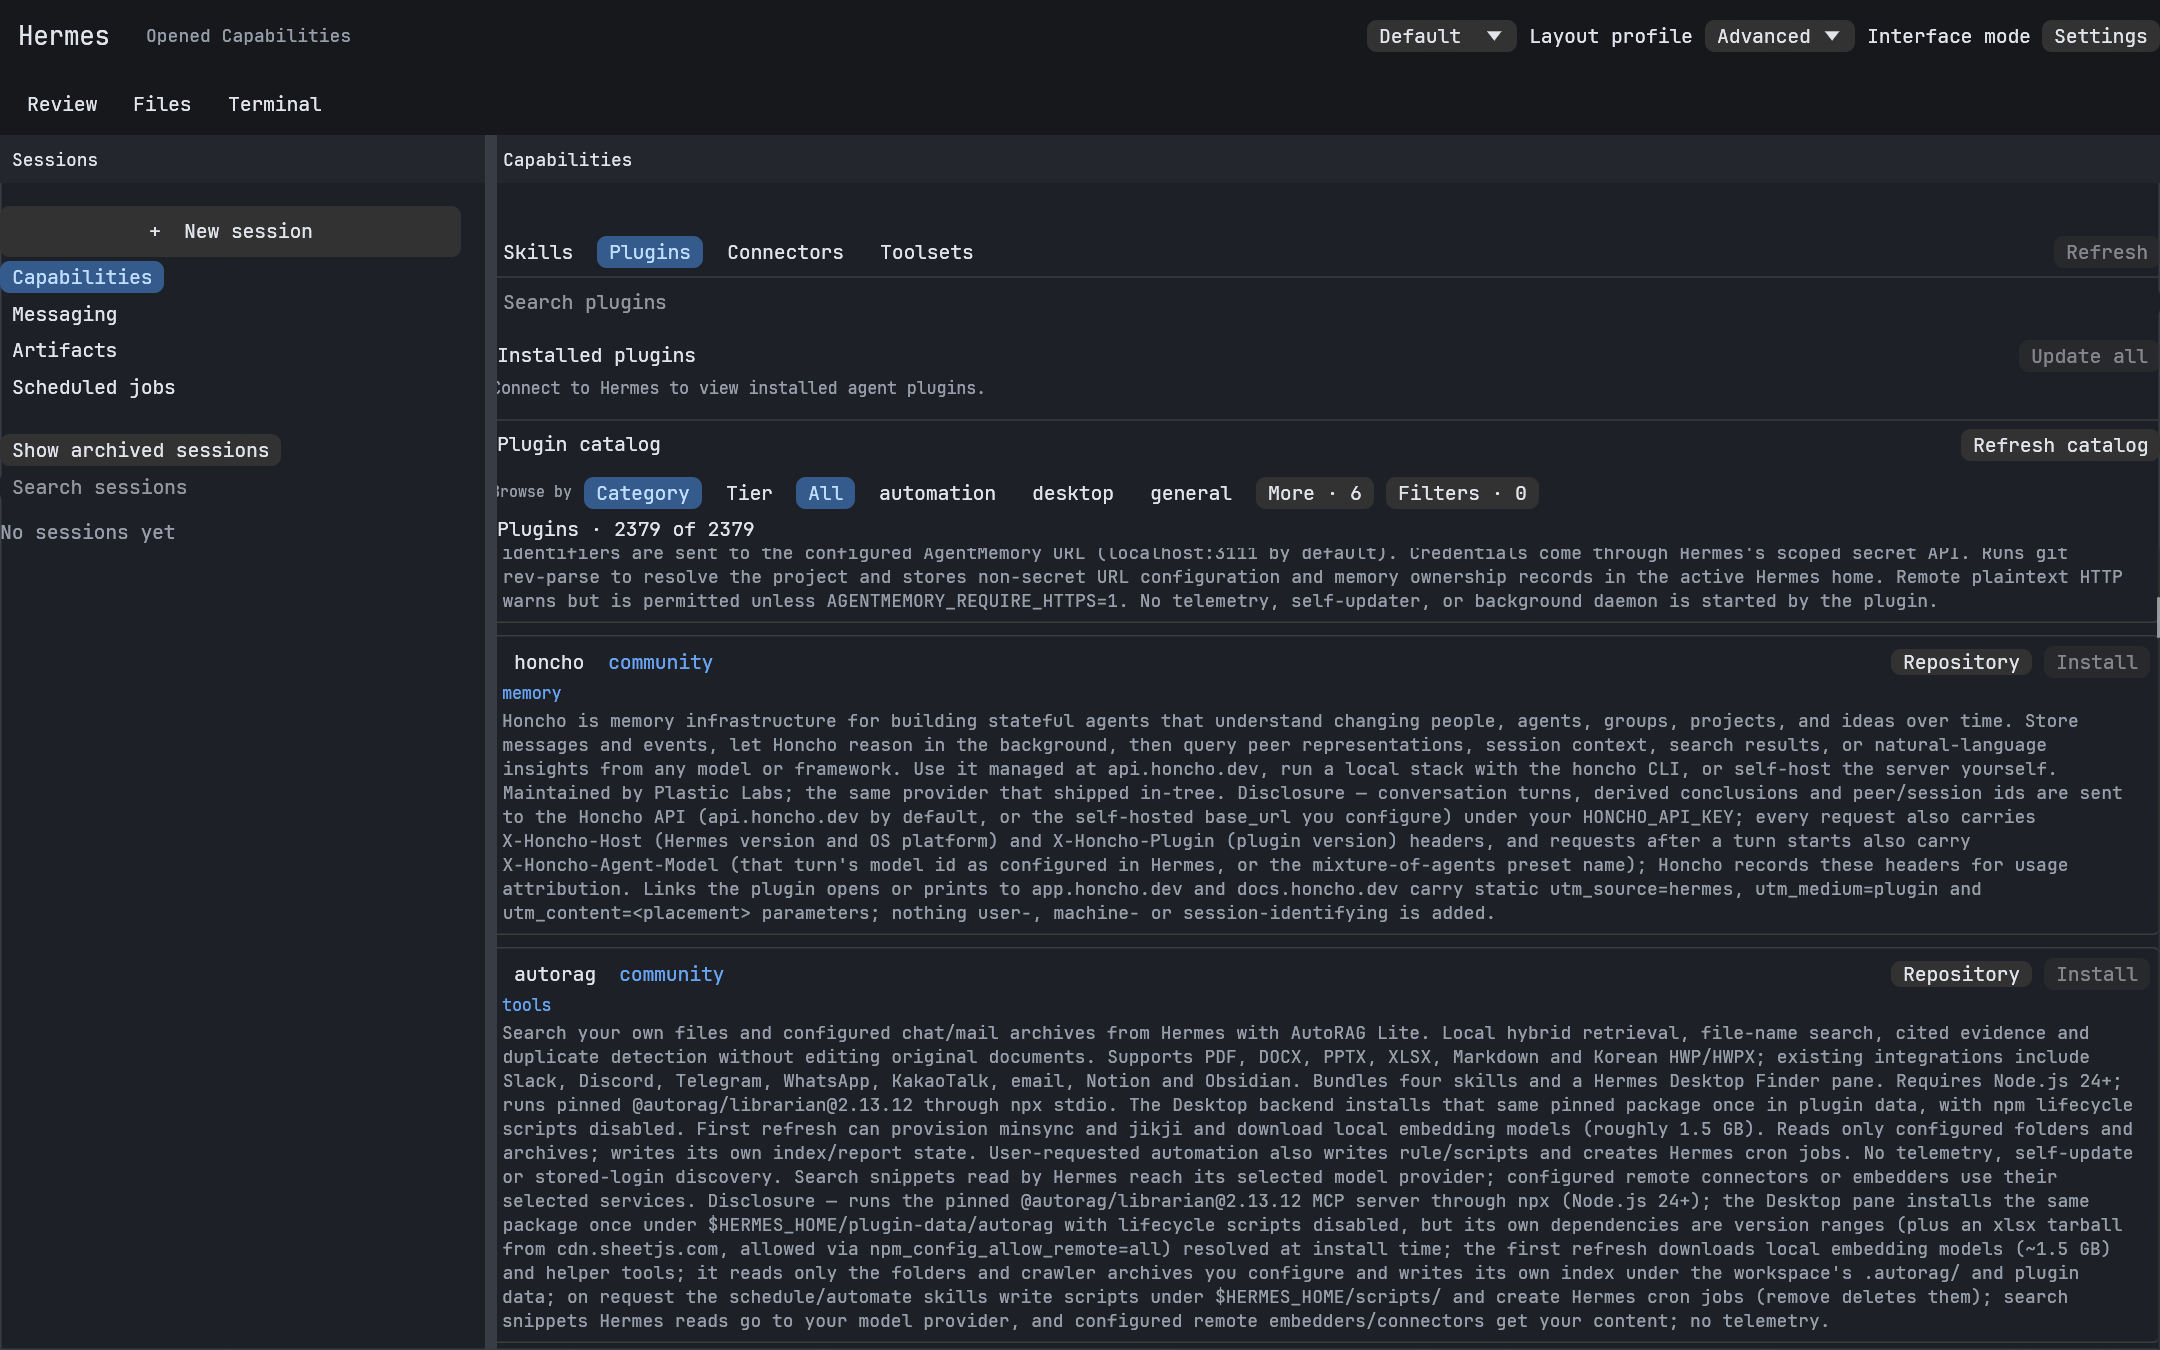 Hermes Opened Capabilities Default ▼ Layout profile Advanced ▼ Interface mode Settings
Review Files Terminal
Sessions
+ New session
Capabilities
Messaging
Artifacts
Scheduled jobs
Show archived sessions
Search sessions
No sessions yet
Capabilities
Skills Plugins Connectors Toolsets Refresh
Search plugins
Installed plugins Update all
Connect to Hermes to view installed agent plugins.
Plugin catalog Refresh catalog
Browse by Category Tier All automation desktop general More · 6 Filters · 0
Plugins · 2379 of 2379
identifiers are sent to the configured AgentMemory URL (localhost:3111 by default). Credentials come through Hermes's scoped secret API. Runs git
rev-parse to resolve the project and stores non-secret URL configuration and memory ownership records in the active Hermes home. Remote plaintext HTTP
warns but is permitted unless AGENTMEMORY_REQUIRE_HTTPS=1. No telemetry, self-updater, or background daemon is started by the plugin.
honcho community Repository Install
memory
Honcho is memory infrastructure for building stateful agents that understand changing people, agents, groups, projects, and ideas over time. Store
messages and events, let Honcho reason in the background, then query peer representations, session context, search results, or natural-language
insights from any model or framework. Use it managed at api.honcho.dev, run a local stack with the honcho CLI, or self-host the server yourself.
Maintained by Plastic Labs; the same provider that shipped in-tree. Disclosure — conversation turns, derived conclusions and peer/session ids are sent
to the Honcho API (api.honcho.dev by default, or the self-hosted base_url you configure) under your HONCHO_API_KEY; every request also carries
X-Honcho-Host (Hermes version and OS platform) and X-Honcho-Plugin (plugin version) headers, and requests after a turn starts also carry
X-Honcho-Agent-Model (that turn's model id as configured in Hermes, or the mixture-of-agents preset name); Honcho records these headers for usage
attribution. Links the plugin opens or prints to app.honcho.dev and docs.honcho.dev carry static utm_source=hermes, utm_medium=plugin and
utm_content=<placement> parameters; nothing user-, machine- or session-identifying is added.
autorag community Repository Install
tools
Search your own files and configured chat/mail archives from Hermes with AutoRAG Lite. Local hybrid retrieval, file-name search, cited evidence and
duplicate detection without editing original documents. Supports PDF, DOCX, PPTX, XLSX, Markdown and Korean HWP/HWPX; existing integrations include
Slack, Discord, Telegram, WhatsApp, KakaoTalk, email, Notion and Obsidian. Bundles four skills and a Hermes Desktop Finder pane. Requires Node.js 24+;
runs pinned @autorag/librarian@2.13.12 through npx stdio. The Desktop backend installs that same pinned package once in plugin data, with npm lifecycle
scripts disabled. First refresh can provision minsync and jikji and download local embedding models (roughly 1.5 GB). Reads only configured folders and
archives; writes its own index/report state. User-requested automation also writes rule/scripts and creates Hermes cron jobs. No telemetry, self-update
or stored-login discovery. Search snippets read by Hermes reach its selected model provider; configured remote connectors or embedders use their
selected services. Disclosure — runs the pinned @autorag/librarian@2.13.12 MCP server through npx (Node.js 24+); the Desktop pane installs the same
package once under $HERMES_HOME/plugin-data/autorag with lifecycle scripts disabled, but its own dependencies are version ranges (plus an xlsx tarball
from cdn.sheetjs.com, allowed via npm_config_allow_remote=all) resolved at install time; the first refresh downloads local embedding models (~1.5 GB)
and helper tools; it reads only the folders and crawler archives you configure and writes its own index under the workspace's .autorag/ and plugin
data; on request the schedule/automate skills write scripts under $HERMES_HOME/scripts/ and create Hermes cron jobs (remove deletes them); search
snippets Hermes reads go to your model provider, and configured remote embedders/connectors get your content; no telemetry.